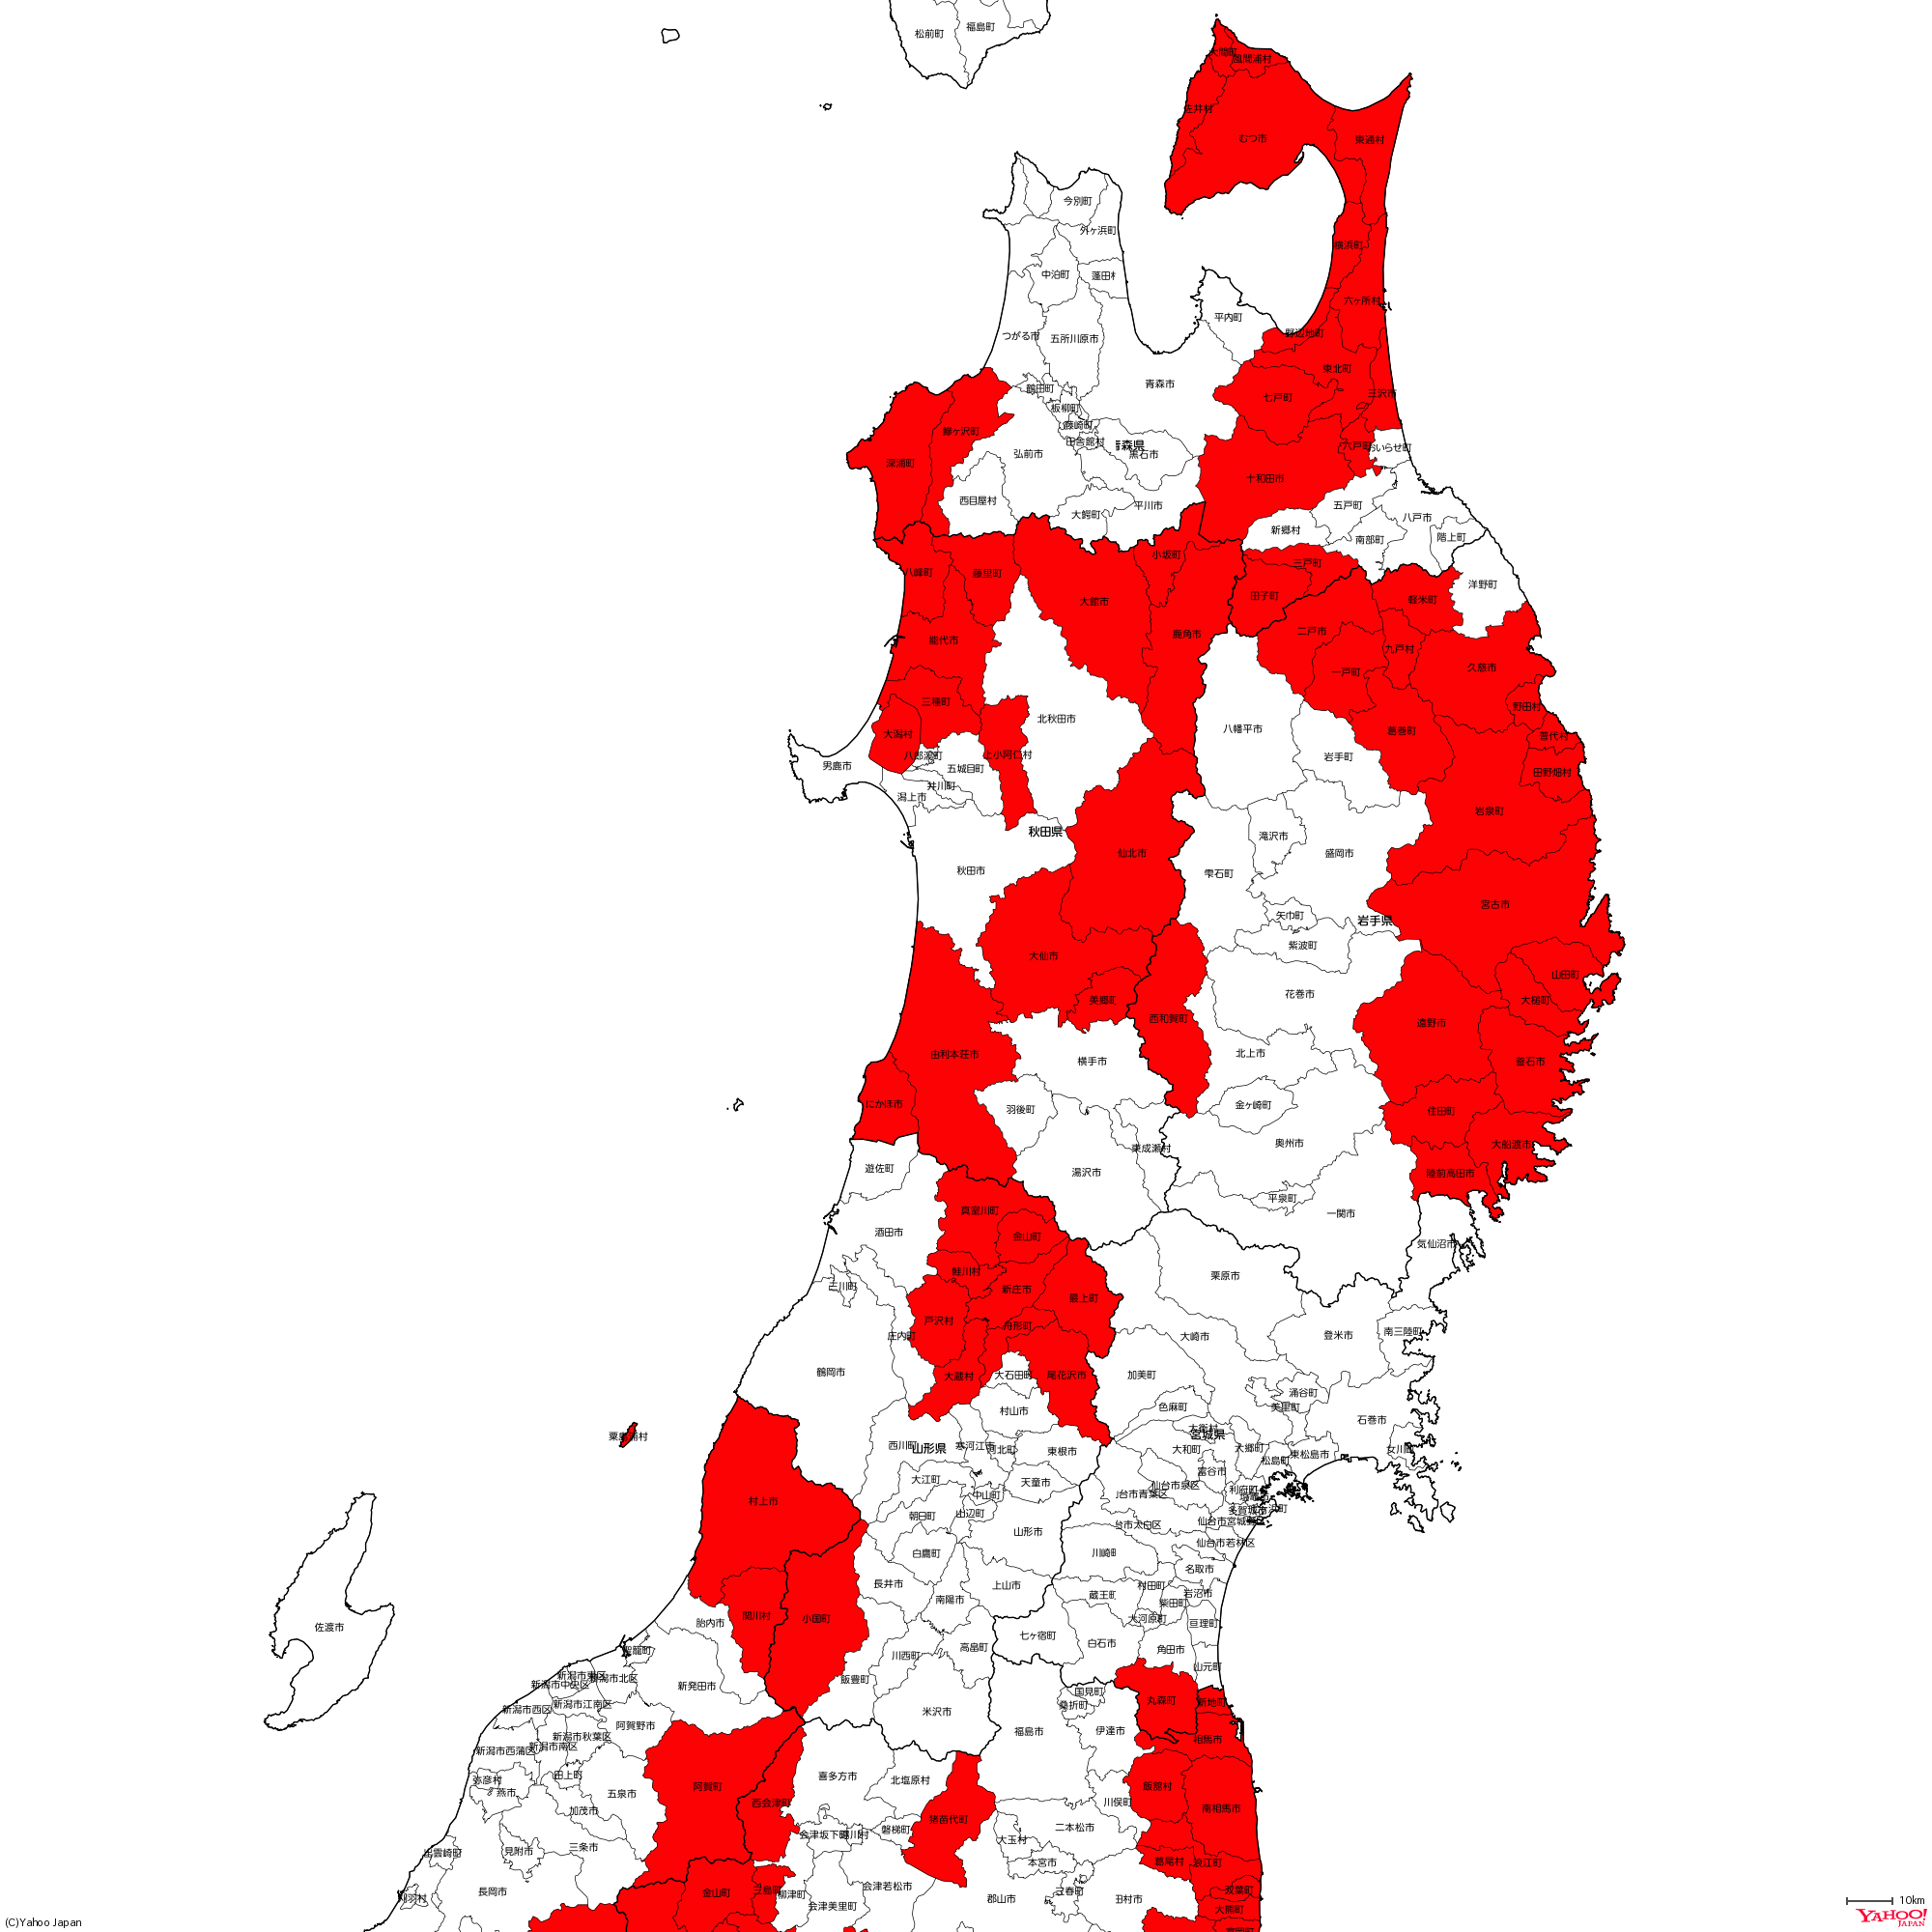 松前町
福島町
大間町
風間浦村
佐井村
むつ市
東通村
今別町
外ヶ浜町
中泊町
蓬田村
横浜町
六ヶ所村
平内町
つがる市
五所川原市
野辺地町
東北町
青森市
鶴田町
三沢市
七戸町
板柳町
藤崎町
鰺ヶ沢町
田舎館村
青森県
六戸町
おいらせ町
弘前市
黒石市
深浦町
十和田市
西目屋村
平川市
五戸町
大鰐町
八戸市
新郷村
南部町
階上町
小坂町
三戸町
八峰町
藤里町
洋野町
大館市
田子町
軽米町
鹿角市
二戸市
能代市
九戸村
久慈市
一戸町
三種町
野田村
北秋田市
八幡平市
葛巻町
大潟村
普代村
八郎潟町
上小阿仁村
岩手町
男鹿市
五城目町
田野畑村
井川町
潟上市
岩泉町
秋田県
滝沢市
仙北市
盛岡市
秋田市
雫石町
宮古市
矢巾町
岩手県
紫波町
大仙市
山田町
花巻市
美郷町
大槌町
西和賀町
遠野市
由利本荘市
北上市
横手市
釜石市
にかほ市
羽後町
金ヶ崎町
住田町
奥州市
大船渡市
東成瀬村
遊佐町
湯沢市
陸前高田市
平泉町
真室川町
一関市
酒田市
金山町
気仙沼市
鮭川村
栗原市
三川町
新庄市
最上町
戸沢村
舟形町
庄内町
大崎市
登米市
南三陸町
鶴岡市
大蔵村
大石田町
尾花沢市
加美町
涌谷町
色麻町
美里町
村山市
石巻市
大衡村
宮城県
粟島浦村
西川町
山形県
寒河江市
河北町
東根市
大和町
大郷町
女川町
東松島市
松島町
富谷市
大江町
天童市
仙台市泉区
利府町
中山町
仙台市青葉区
村上市
塩竈市
七ヶ浜町
多賀城市
朝日町
山辺町
仙台市宮城野区
仙台市太白区
山形市
仙台市若林区
白鷹町
川崎町
名取市
長井市
上山市
村田町
蔵王町
岩沼市
南陽市
柴田町
関川村
小国町
大河原町
胎内市
亘理町
佐渡市
七ヶ宿町
白石市
高畠町
聖籠町
角田市
川西町
山元町
新潟市東区
新潟市北区
飯豊町
新潟市中央区
新発田市
国見町
丸森町
新地町
新潟市江南区
桑折町
新潟市西区
米沢市
阿賀野市
福島市
伊達市
新潟市秋葉区
相馬市
新潟市南区
新潟市西蒲区
田上町
喜多方市
弥彦村
北塩原村
阿賀町
飯舘村
燕市
五泉市
西会津町
川俣町
南相馬市
加茂市
猪苗代町
磐梯町
二本松市
会津坂下町
湯川村
大玉村
三条市
見附市
出雲崎町
本宮市
葛尾村
浪江町
会津若松市
長岡市
金山町
三島町
柳津町
三春町
双葉町
刈羽村
郡山市
田村市
会津美里町
大熊町
富岡町
10km
YAHOO!
JAPAN
(C)Yahoo Japan